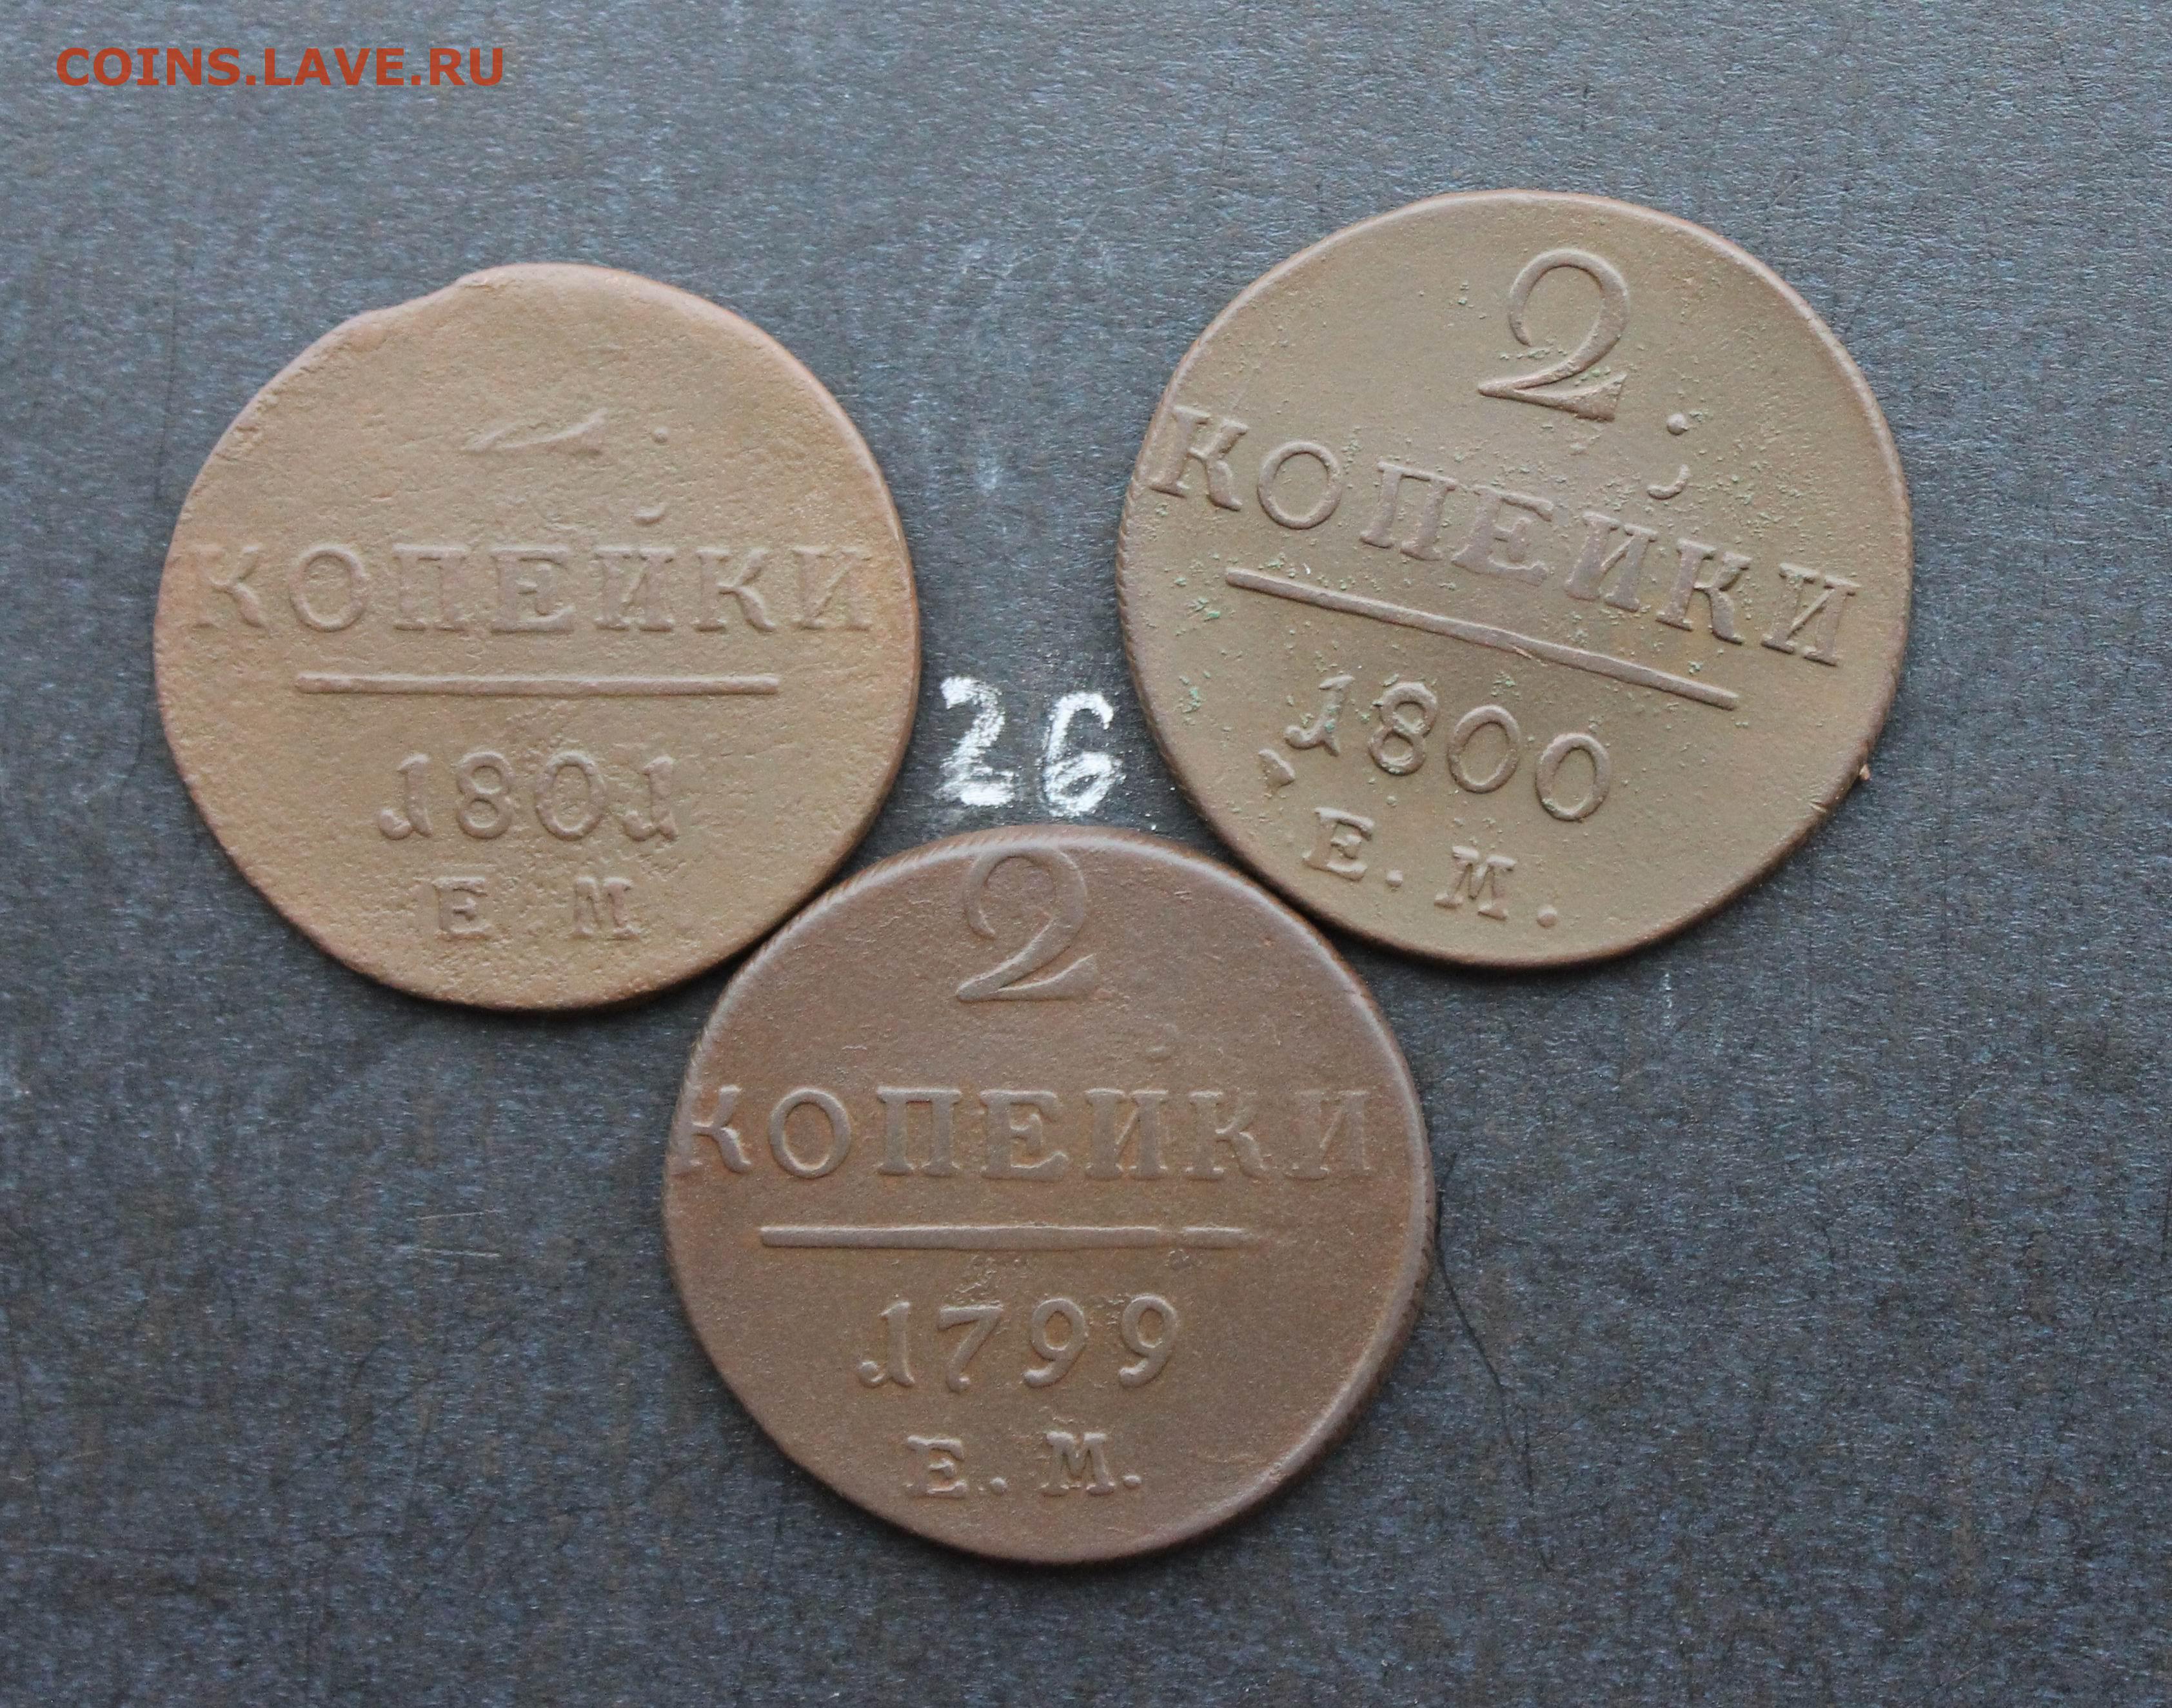 COINS.LAVE.RU
КОПЕЙКИ
1801
Е М
2.
КОПЕЙКИ
1800
Е. М.
26
2
КОПЕЙКИ
1799
Е. М.